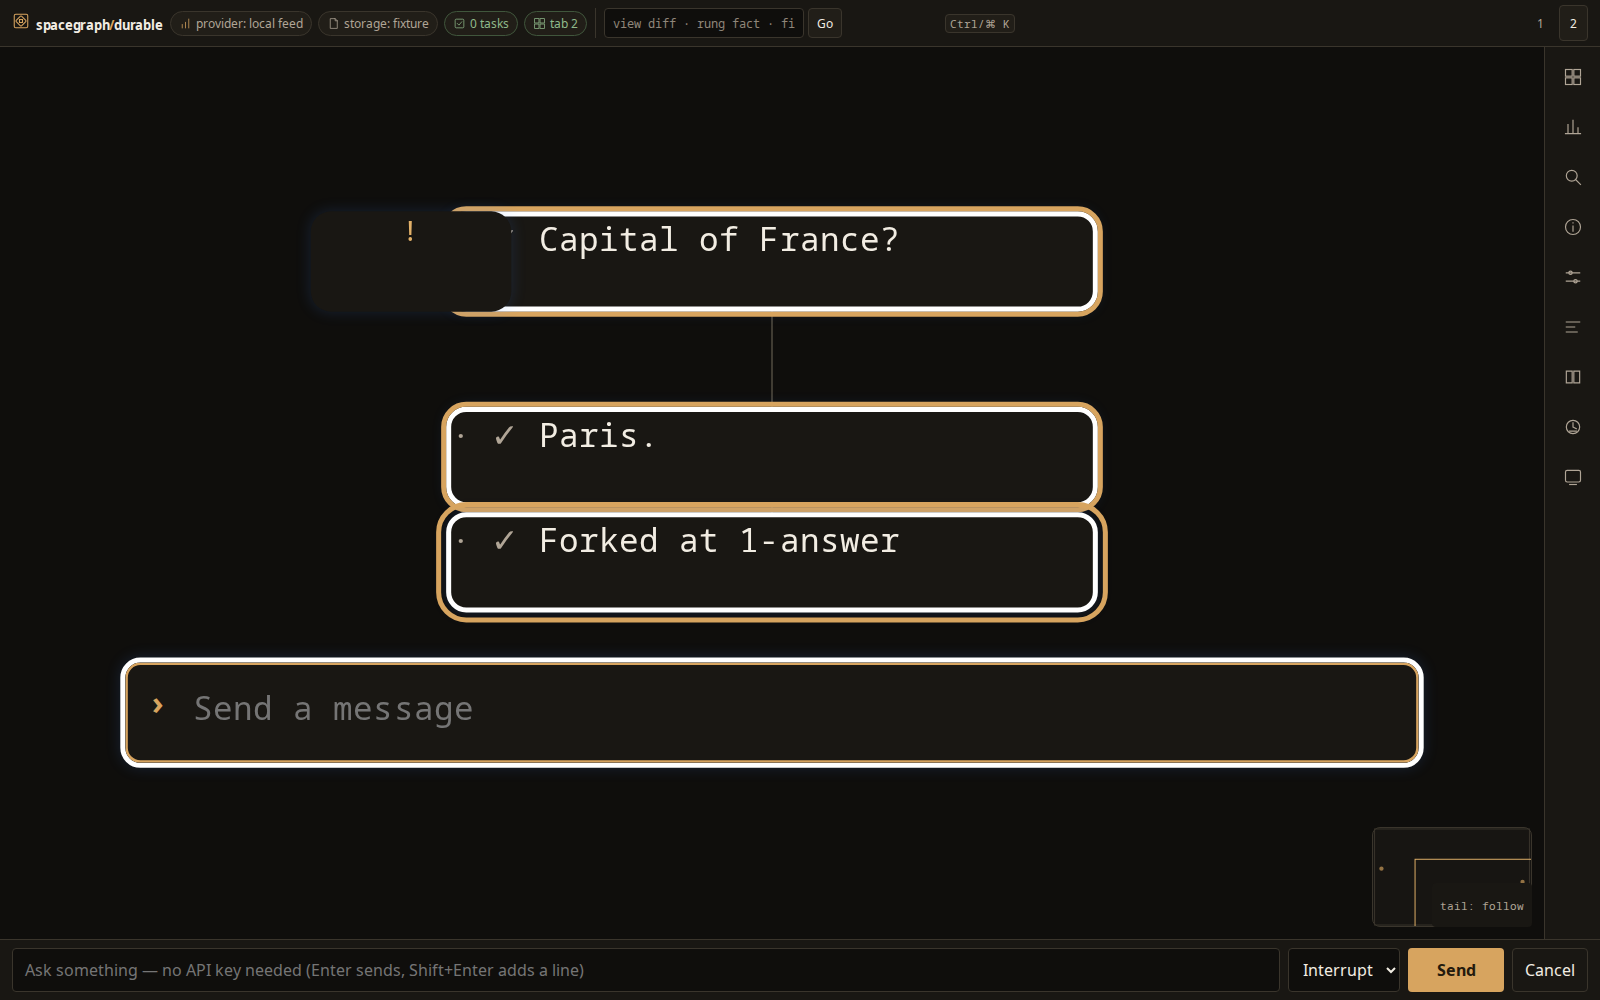 spacegraph/durable provider: local feed storage: fixture 0 tasks tab 2 view diff · rung fact · fi Go Ctrl/⌘ K 1 2
!
Capital of France?
· ✓ Paris.
· ✓ Forked at 1-answer
› Send a message
tail: follow
Ask something — no API key needed (Enter sends, Shift+Enter adds a line) Interrupt Send Cancel